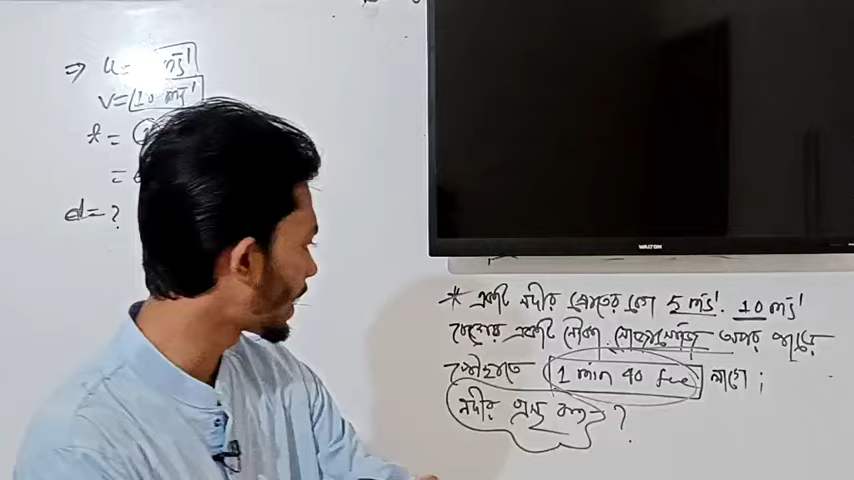 ⇒ u = ms⁻¹
v = 10 ms⁻¹
t =
=
d = ?
WALTON
* একটি নদীর স্রোতের বেগ 5 ms⁻¹. 10 ms⁻¹
বেগের একটি নৌকা সোজাসোজি অপর পাড়ে
পৌছাতে 1 min 40 sec লাগে ;
নদীর প্রস্থ কত ?